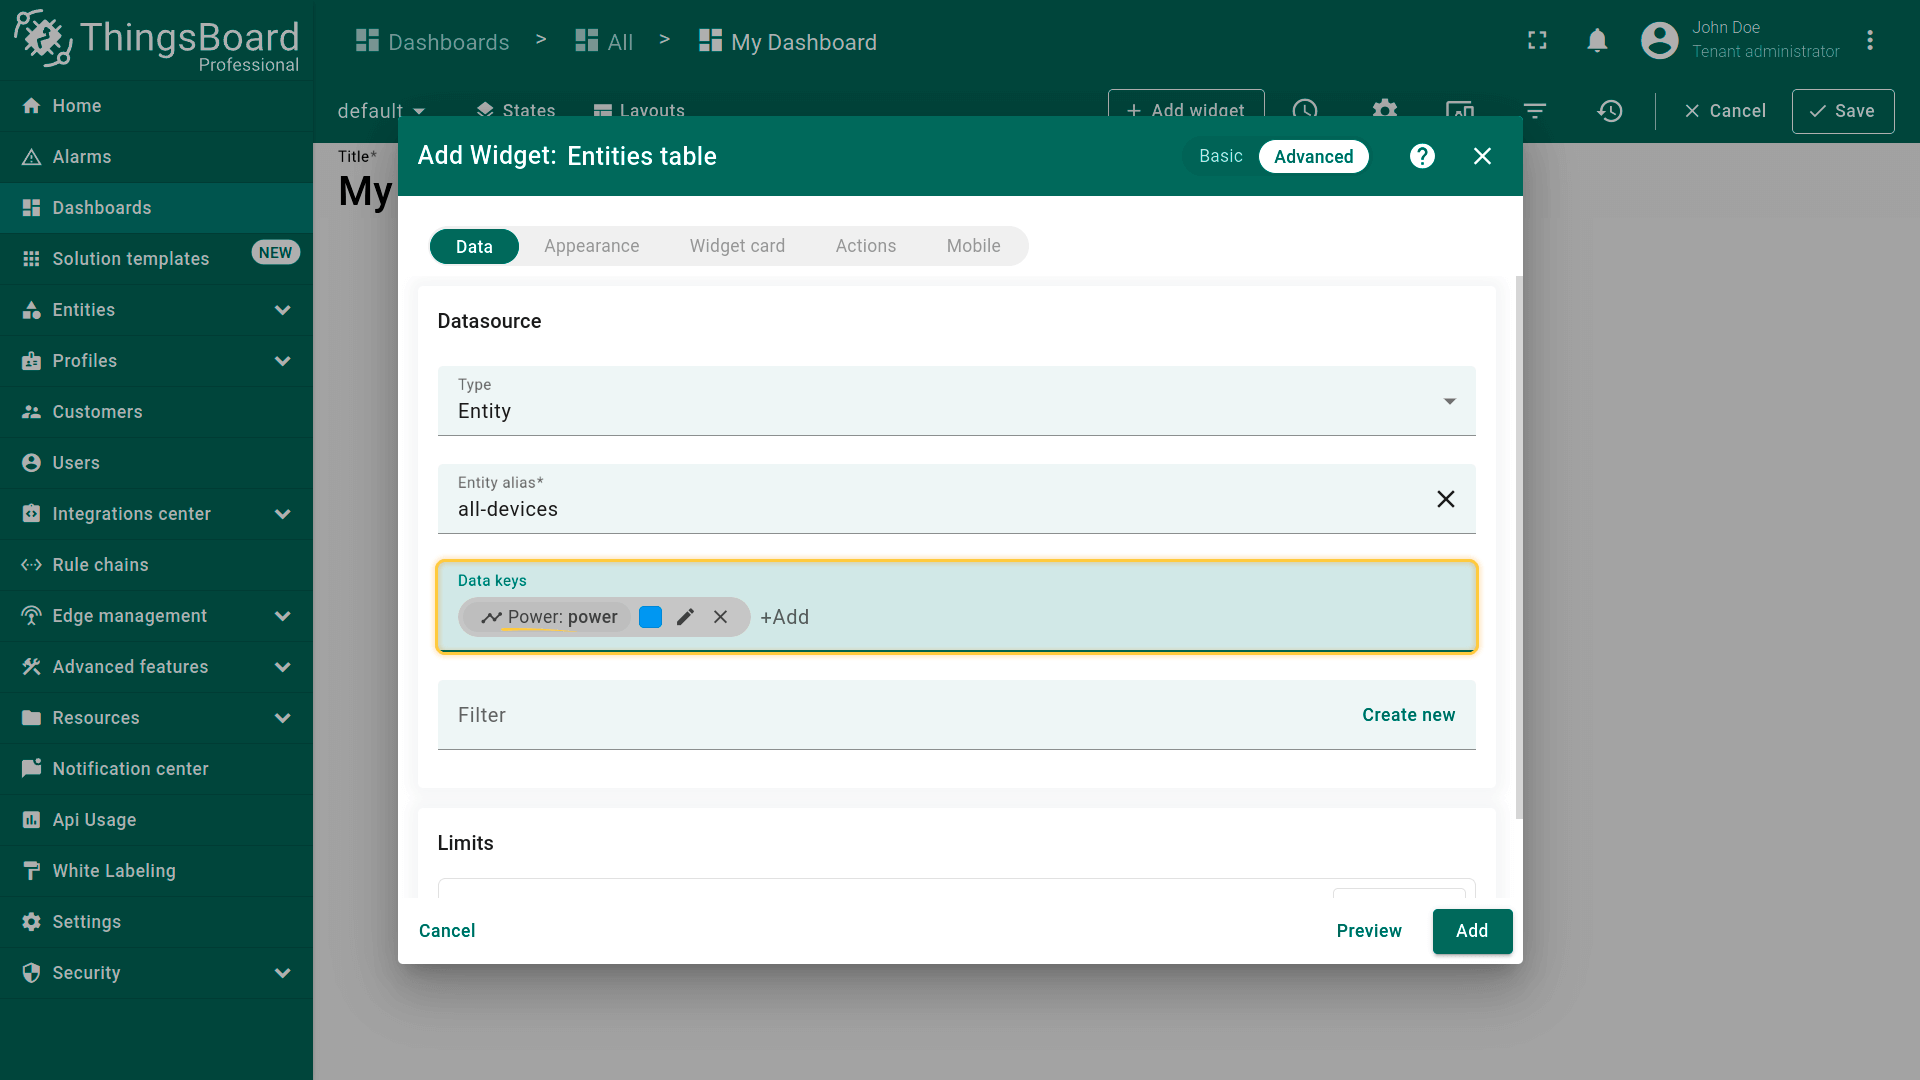 ThingsBoard
Professional
Dashboards > All > My Dashboard
John Doe
Tenant administrator
default
States
Layouts
+ Add widget
Cancel
Save
Home
Alarms
Dashboards
Solution templates
NEW
Entities
Profiles
Customers
Users
Integrations center
Rule chains
Edge management
Advanced features
Resources
Notification center
Api Usage
White Labeling
Settings
Security
Title*
My
Add Widget: Entities table
Basic
Advanced
Data
Appearance
Widget card
Actions
Mobile
Datasource
Type
Entity
Entity alias*
all-devices
Data keys
Power: power
+Add
Filter
Create new
Limits
Cancel
Preview
Add